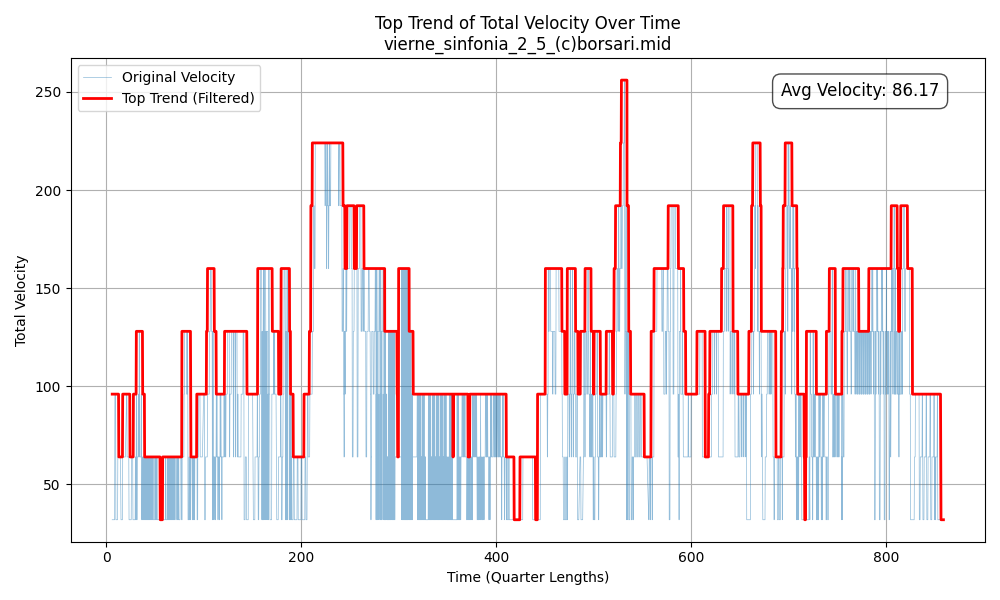 Top Trend of Total Velocity Over Time
vierne_sinfonia_2_5_(c)borsari.mid
Original Velocity
Top Trend (Filtered)
Avg Velocity: 86.17
Total Velocity
250
200
150
100
50
0 200 400 600 800
Time (Quarter Lengths)